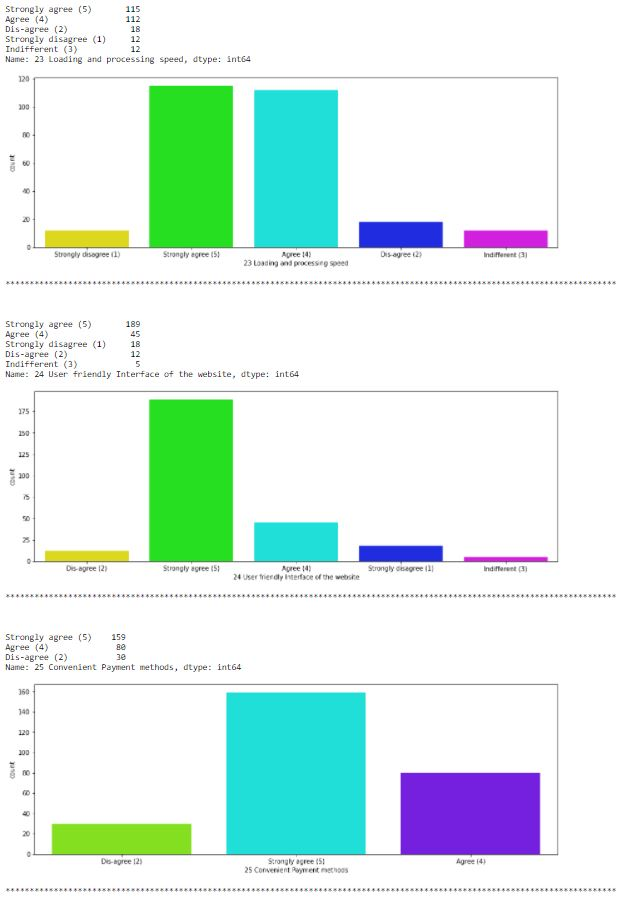 Strongly agree (5) 115
Agree (4) 112
Dis-agree (2) 18
Strongly disagree (1) 12
Indifferent (3) 12
Name: 23 Loading and processing speed, dtype: int64
120
100
80
60
40
20
0
count
Strongly disagree (1) Strongly agree (5) Agree (4) Dis-agree (2) Indifferent (3)
23 Loading and processing speed
Strongly agree (5) 189
Agree (4) 45
Strongly disagree (1) 18
Dis-agree (2) 12
Indifferent (3) 5
Name: 24 User friendly Interface of the website, dtype: int64
175
150
125
100
75
50
25
0
count
Dis-agree (2) Strongly agree (5) Agree (4) Strongly disagree (1) Indifferent (3)
24 User friendly Interface of the website
Strongly agree (5) 159
Agree (4) 80
Dis-agree (2) 30
Name: 25 Convenient Payment methods, dtype: int64
160
140
120
100
80
60
40
20
0
count
Dis-agree (2) Strongly agree (5) Agree (4)
25 Convenient Payment methods